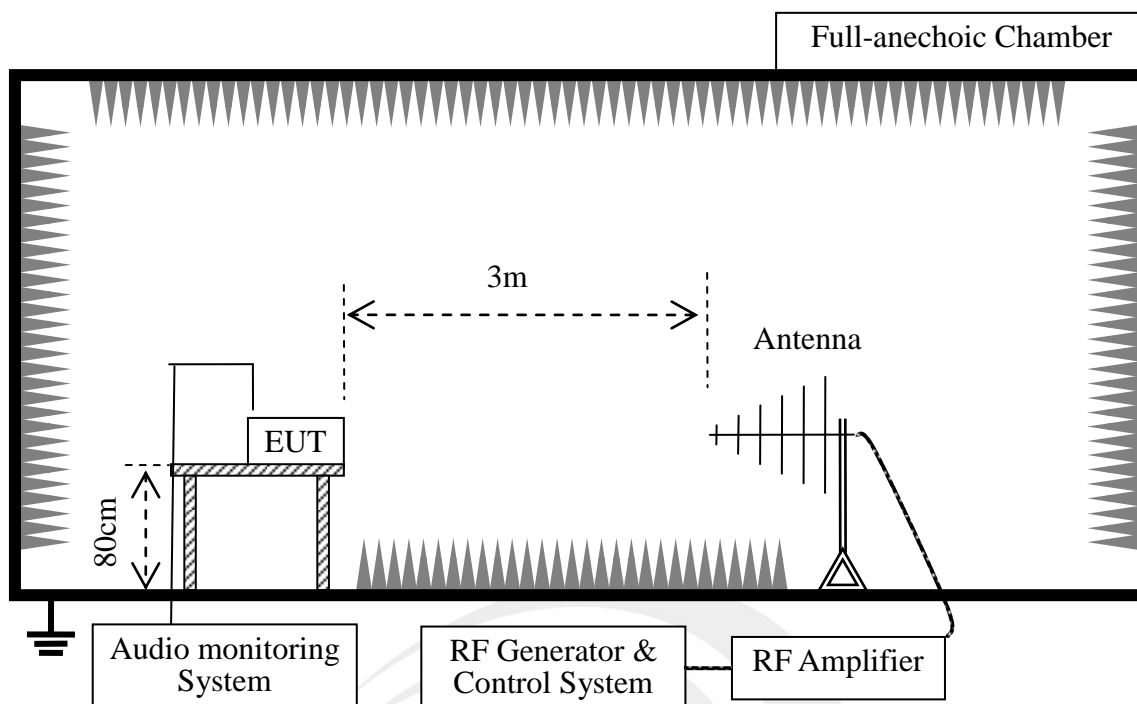 Full-anechoic Chamber
3m
Antenna
EUT
80cm
Audio monitoring
System
RF Generator &
Control System
RF Amplifier